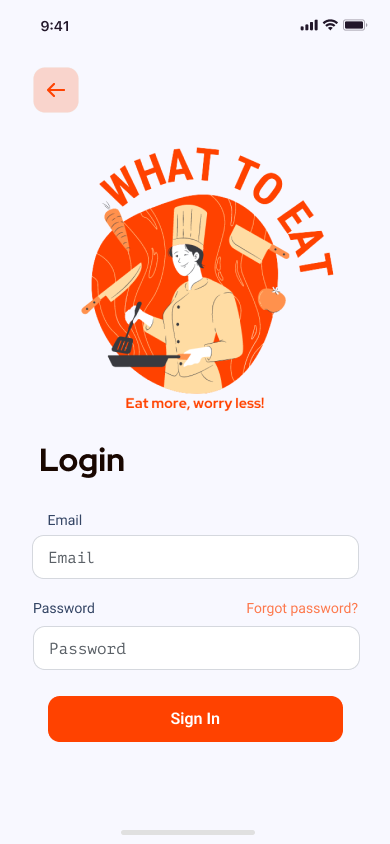 9:41
WHAT TO EAT
Eat more, worry less!
Login
Email
Email
Password Forgot password?
Password
Sign In